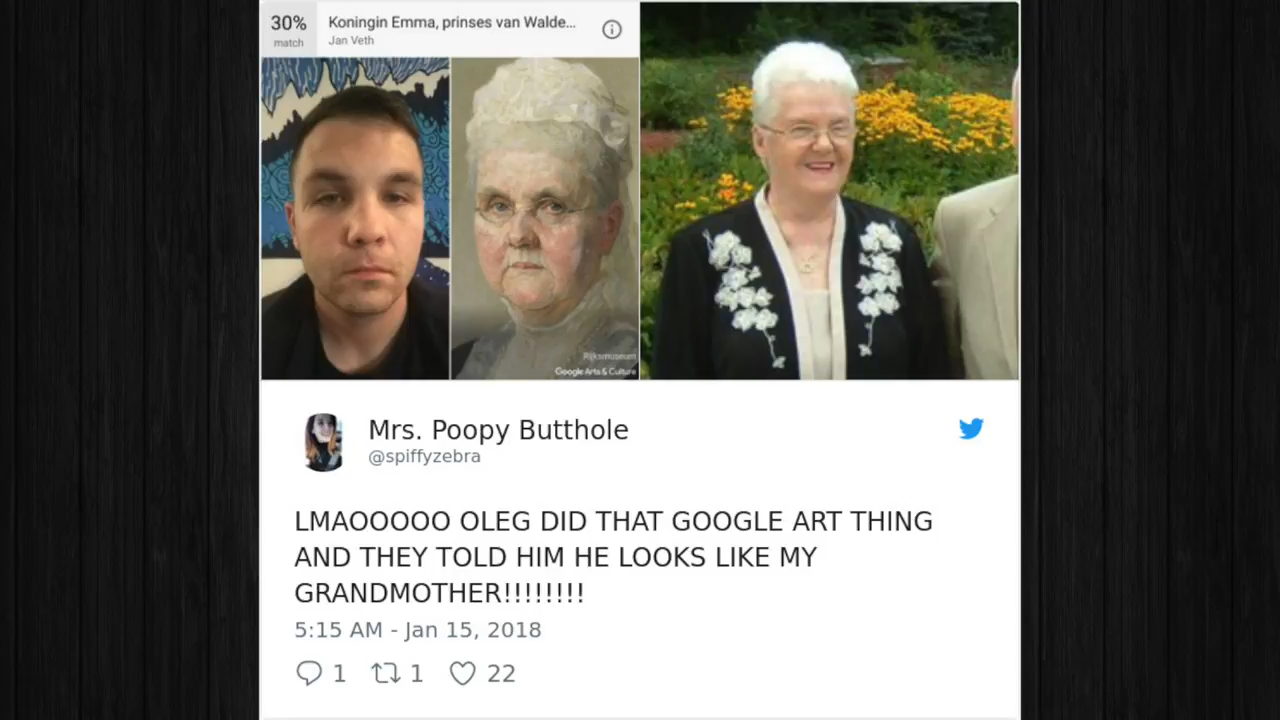 30%
match
Koningin Emma, prinses van Walde...
Jan Veth
Rijksmuseum
Google Arts & Culture
Mrs. Poopy Butthole
@spiffyzebra
LMAOOOOO OLEG DID THAT GOOGLE ART THING
AND THEY TOLD HIM HE LOOKS LIKE MY
GRANDMOTHER!!!!!!!!
5:15 AM - Jan 15, 2018
1 1 22